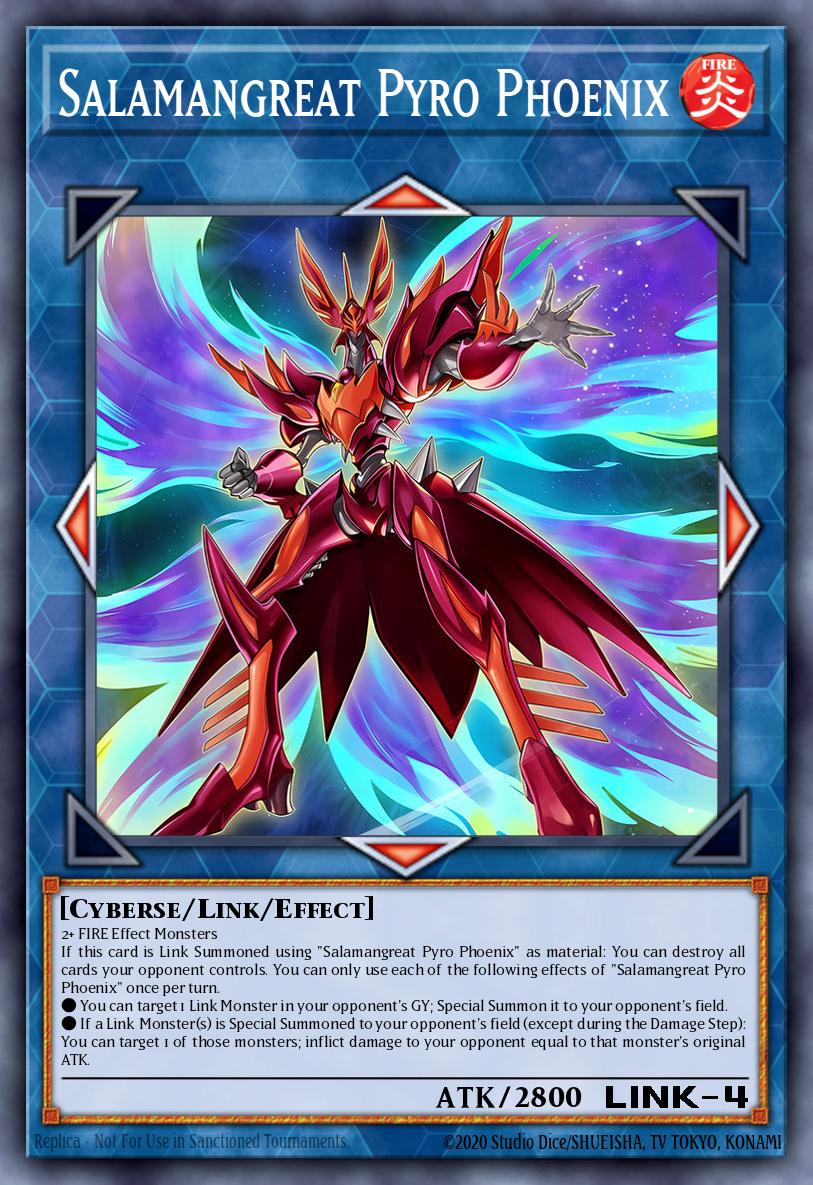 Salamangreat Pyro Phoenix
FIRE
炎
[Cyberse/Link/Effect]
2+ FIRE Effect Monsters
If this card is Link Summoned using "Salamangreat Pyro Phoenix" as material: You can destroy all
cards your opponent controls. You can only use each of the following effects of "Salamangreat Pyro
Phoenix" once per turn.
● You can target 1 Link Monster in your opponent's GY; Special Summon it to your opponent's field.
● If a Link Monster(s) is Special Summoned to your opponent's field (except during the Damage Step):
You can target 1 of those monsters; inflict damage to your opponent equal to that monster's original
ATK.
ATK/2800 LINK-4
Replica - Not For Use in Sanctioned Tournaments.
©2020 Studio Dice/SHUEISHA, TV TOKYO, KONAMI